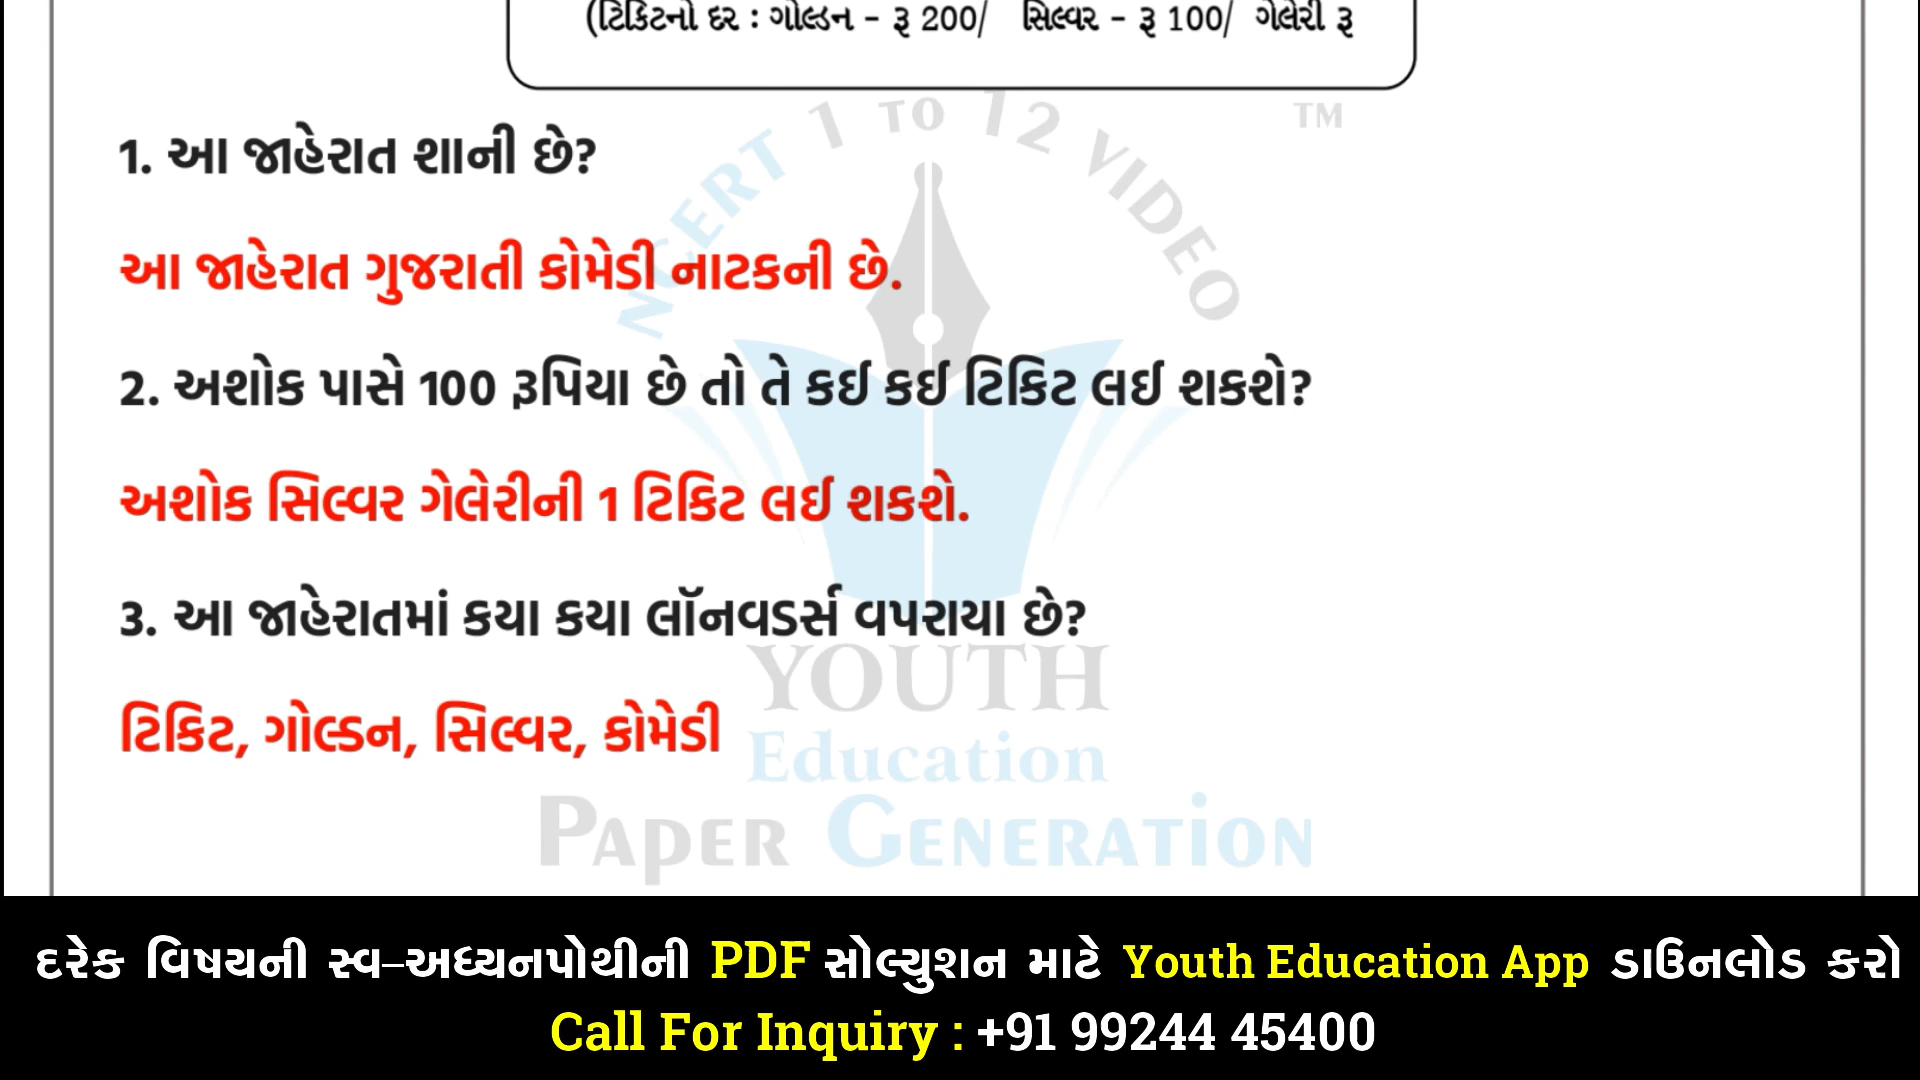 (ટિકિટનો દર : ગોલ્ડન - રૂ 200/ સિલ્વર - રૂ 100/ ગેલેરી રૂ
NCERT 1 TO 12 VIDEO
TM
1. આ જાહેરાત શાની છે?
આ જાહેરાત ગુજરાતી કોમેડી નાટકની છે.
2. અશોક પાસે 100 રૂપિયા છે તો તે કઈ કઈ ટિકિટ લઈ શકશે?
અશોક સિલ્વર ગેલેરીની 1 ટિકિટ લઈ શકશે.
3. આ જાહેરાતમાં કયા કયા લૉનવડર્સ વપરાયા છે?
YOUTH
ટિકિટ, ગોલ્ડન, સિલ્વર, કોમેડી
Education
PAPER GENERATION
દરેક વિષયની સ્વ–અધ્યનપોથીની PDF સોલ્યુશન માટે Youth Education App ડાઉનલોડ કરો
Call For Inquiry : +91 99244 45400